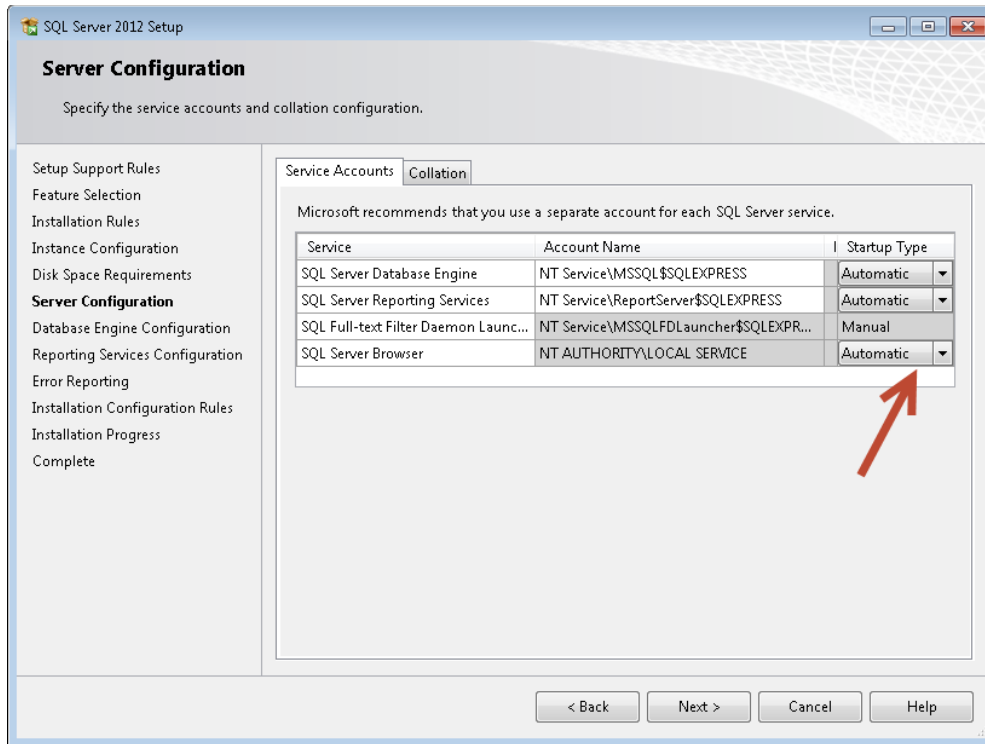 SQL Server 2012 Setup
Server Configuration
Specify the service accounts and collation configuration.
Setup Support Rules
Feature Selection
Installation Rules
Instance Configuration
Disk Space Requirements
Server Configuration
Database Engine Configuration
Reporting Services Configuration
Error Reporting
Installation Configuration Rules
Installation Progress
Complete
Service Accounts Collation
Microsoft recommends that you use a separate account for each SQL Server service.
Service Account Name Startup Type
SQL Server Database Engine NT Service\MSSQL$SQLEXPRESS Automatic
SQL Server Reporting Services NT Service\ReportServer$SQLEXPRESS Automatic
SQL Full-text Filter Daemon Launc... NT Service\MSSQLFDLauncher$SQLEXPR... Manual
SQL Server Browser NT AUTHORITY\LOCAL SERVICE Automatic
< Back Next > Cancel Help